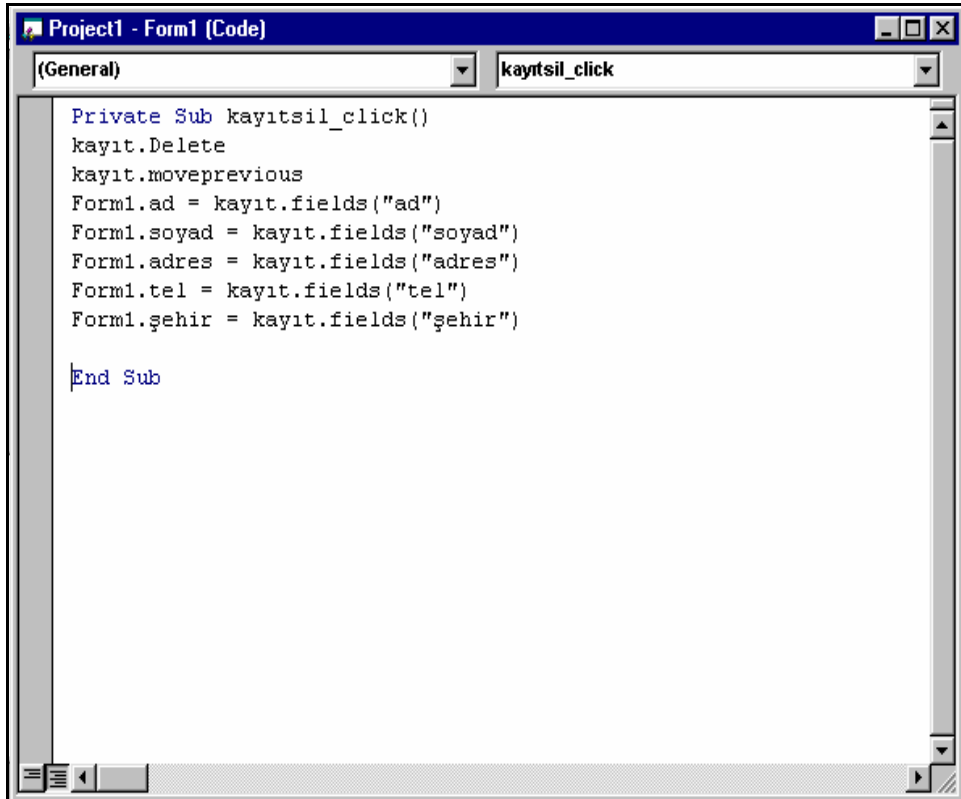 Project1 - Form1 (Code)
(General) kayıtsil_click
Private Sub kayıtsil_click()
kayıt.Delete
kayıt.moveprevious
Form1.ad = kayıt.fields("ad")
Form1.soyad = kayıt.fields("soyad")
Form1.adres = kayıt.fields("adres")
Form1.tel = kayıt.fields("tel")
Form1.şehir = kayıt.fields("şehir")
End Sub